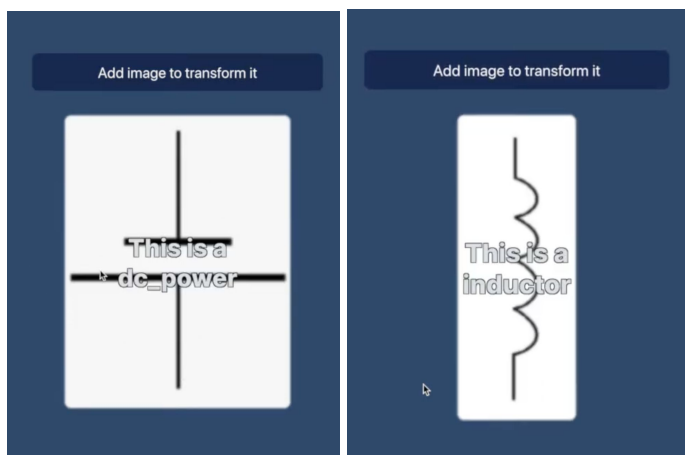 Add image to transform it
This is a
dc_power
Add image to transform it
This is a
inductor